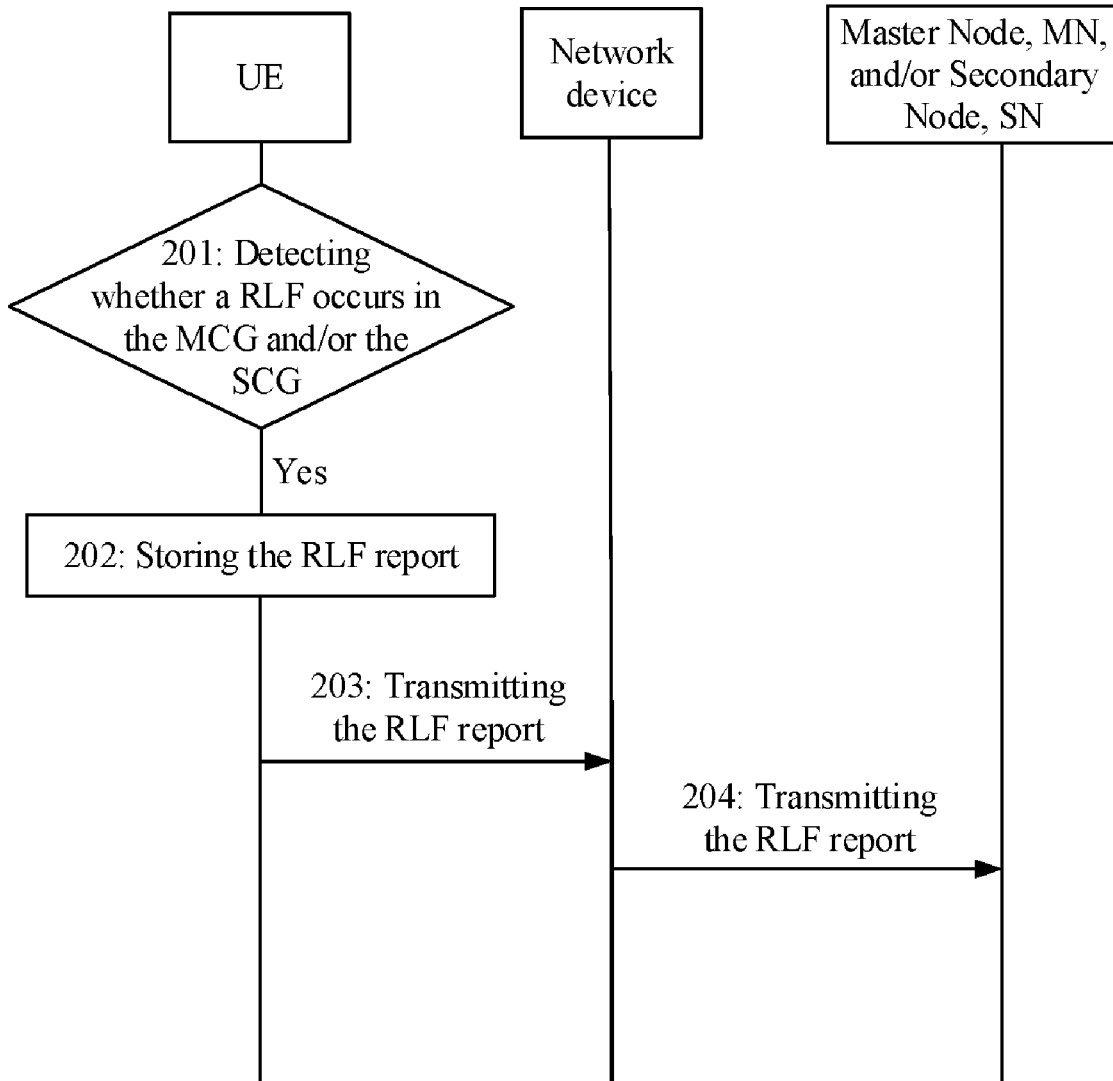 UE
Network
device
Master Node, MN,
and/or Secondary
Node, SN
201: Detecting
whether a RLF occurs in
the MCG and/or the
SCG
Yes
202: Storing the RLF report
203: Transmitting
the RLF report
204: Transmitting
the RLF report